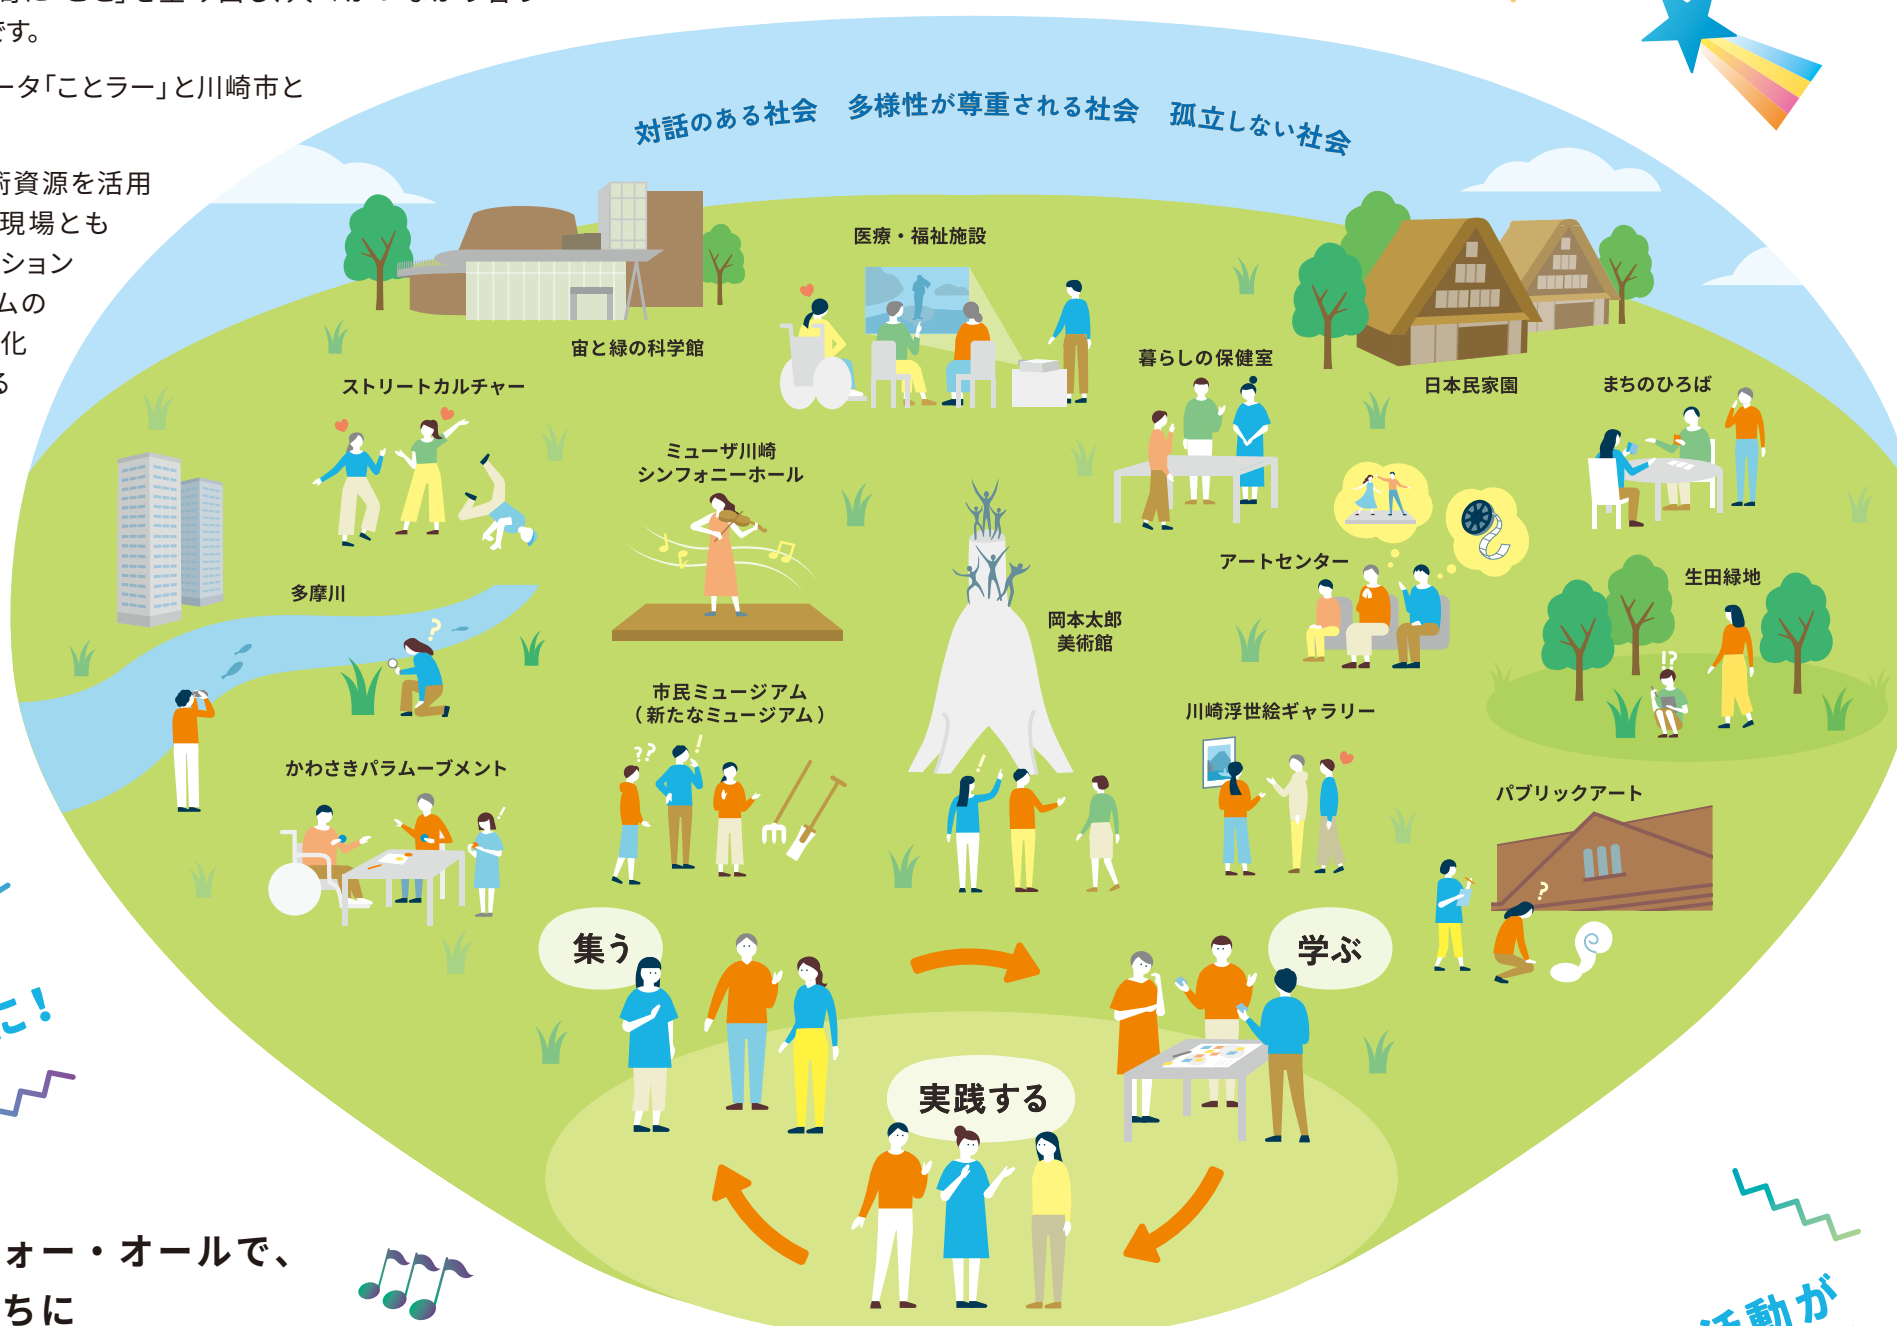 です。
ータ「ことラー」と川崎市と
術資源を活用
現場とも
ション
ムの
化
る
対話のある社会　多様性が尊重される社会　孤立しない社会
医療・福祉施設
宙と緑の科学館
暮らしの保健室
日本民家園
まちのひろば
ストリートカルチャー
ミューザ川崎
シンフォニーホール
アートセンター
生田緑地
多摩川
岡本太郎
美術館
市民ミュージアム
（新たなミュージアム）
川崎浮世絵ギャラリー
かわさきパラムーブメント
パブリックアート
集う
学ぶ
実践する
に！
ォー・オールで、
ちに
活動が